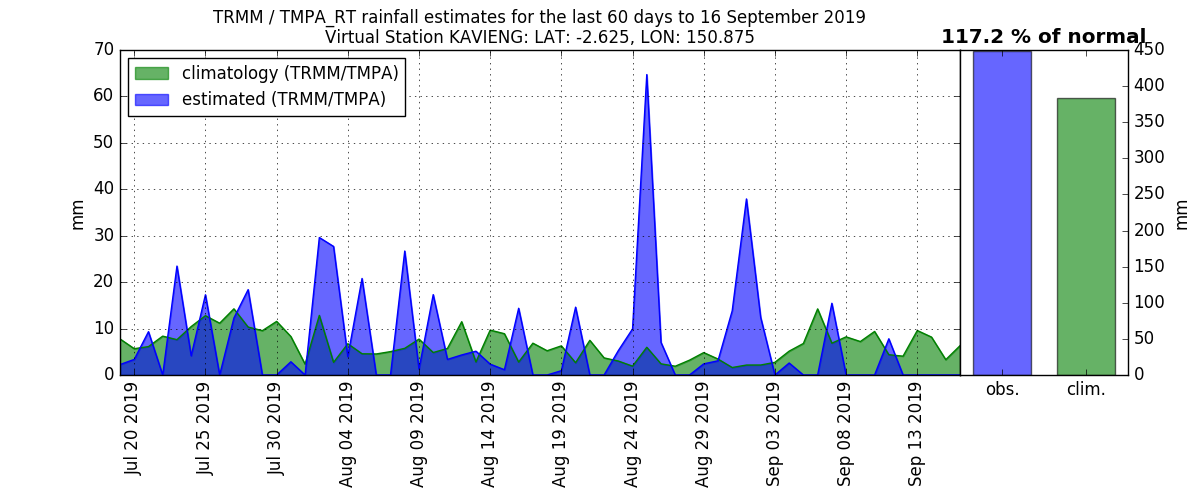 TRMM / TMPA_RT rainfall estimates for the last 60 days to 16 September 2019
Virtual Station KAVIENG: LAT: -2.625, LON: 150.875
117.2 % of normal
climatology (TRMM/TMPA)
estimated (TRMM/TMPA)
mm
70
60
50
40
30
20
10
0
Jul 20 2019
Jul 25 2019
Jul 30 2019
Aug 04 2019
Aug 09 2019
Aug 14 2019
Aug 19 2019
Aug 24 2019
Aug 29 2019
Sep 03 2019
Sep 08 2019
Sep 13 2019
obs.
clim.
450
400
350
300
250
200
150
100
50
0
mm